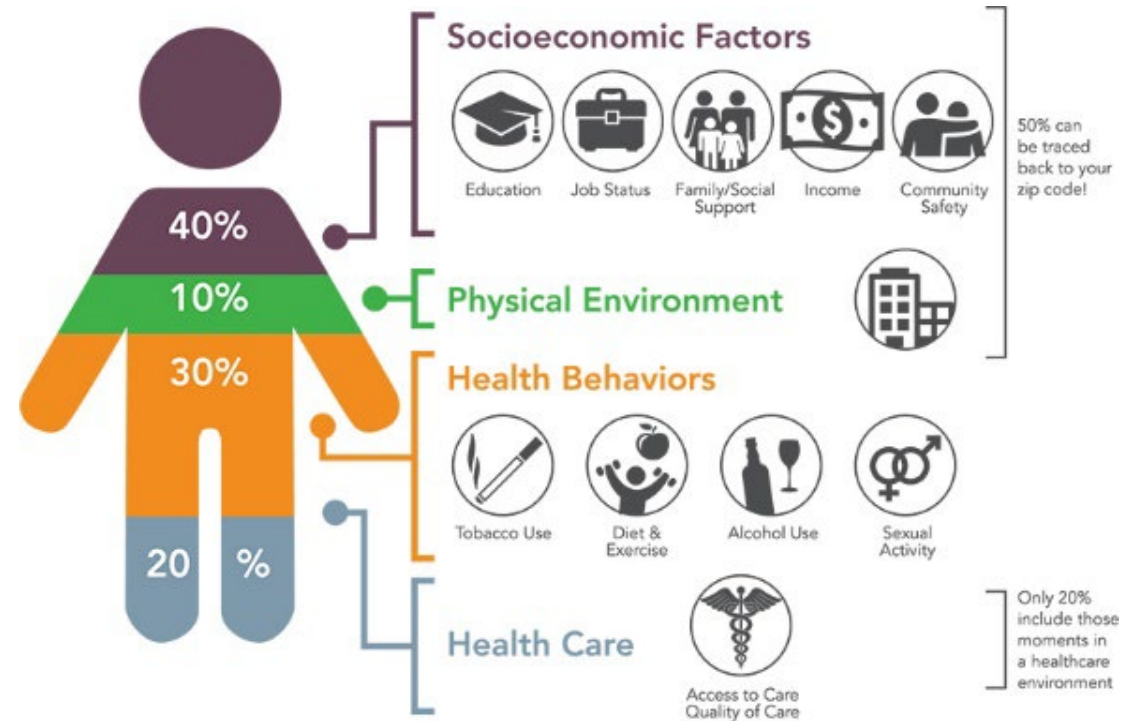 Socioeconomic Factors
Education
Job Status
Family/Social
Support
Income
Community
Safety
50% can
be traced
back to your
zip code!
40%
10%
Physical Environment
30%
Health Behaviors
Tobacco Use
Diet &
Exercise
Alcohol Use
Sexual
Activity
20 %
Health Care
Access to Care
Quality of Care
Only 20%
include those
moments in
a healthcare
environment